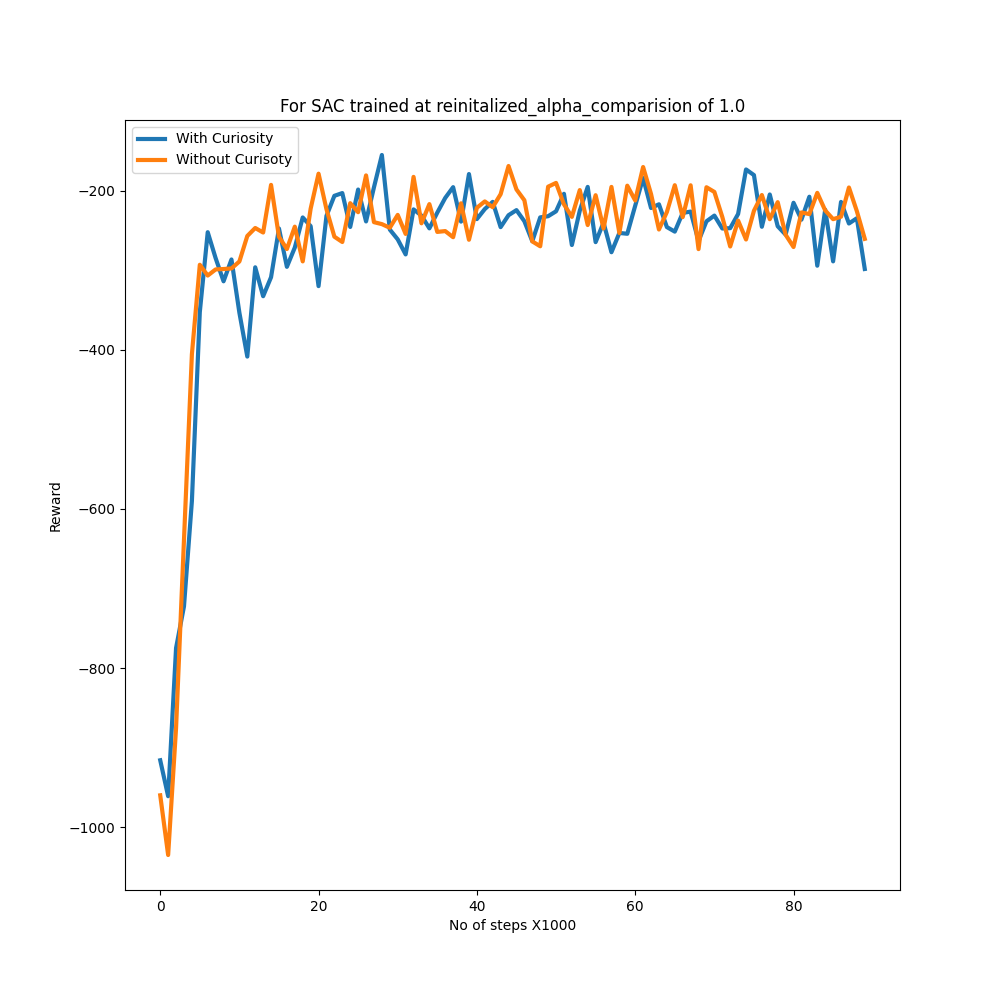 For SAC trained at reinitalized_alpha_comparision of 1.0
With Curiosity
Without Curisoty
−200
−400
−600
−800
−1000
Reward
0 20 40 60 80
No of steps X1000